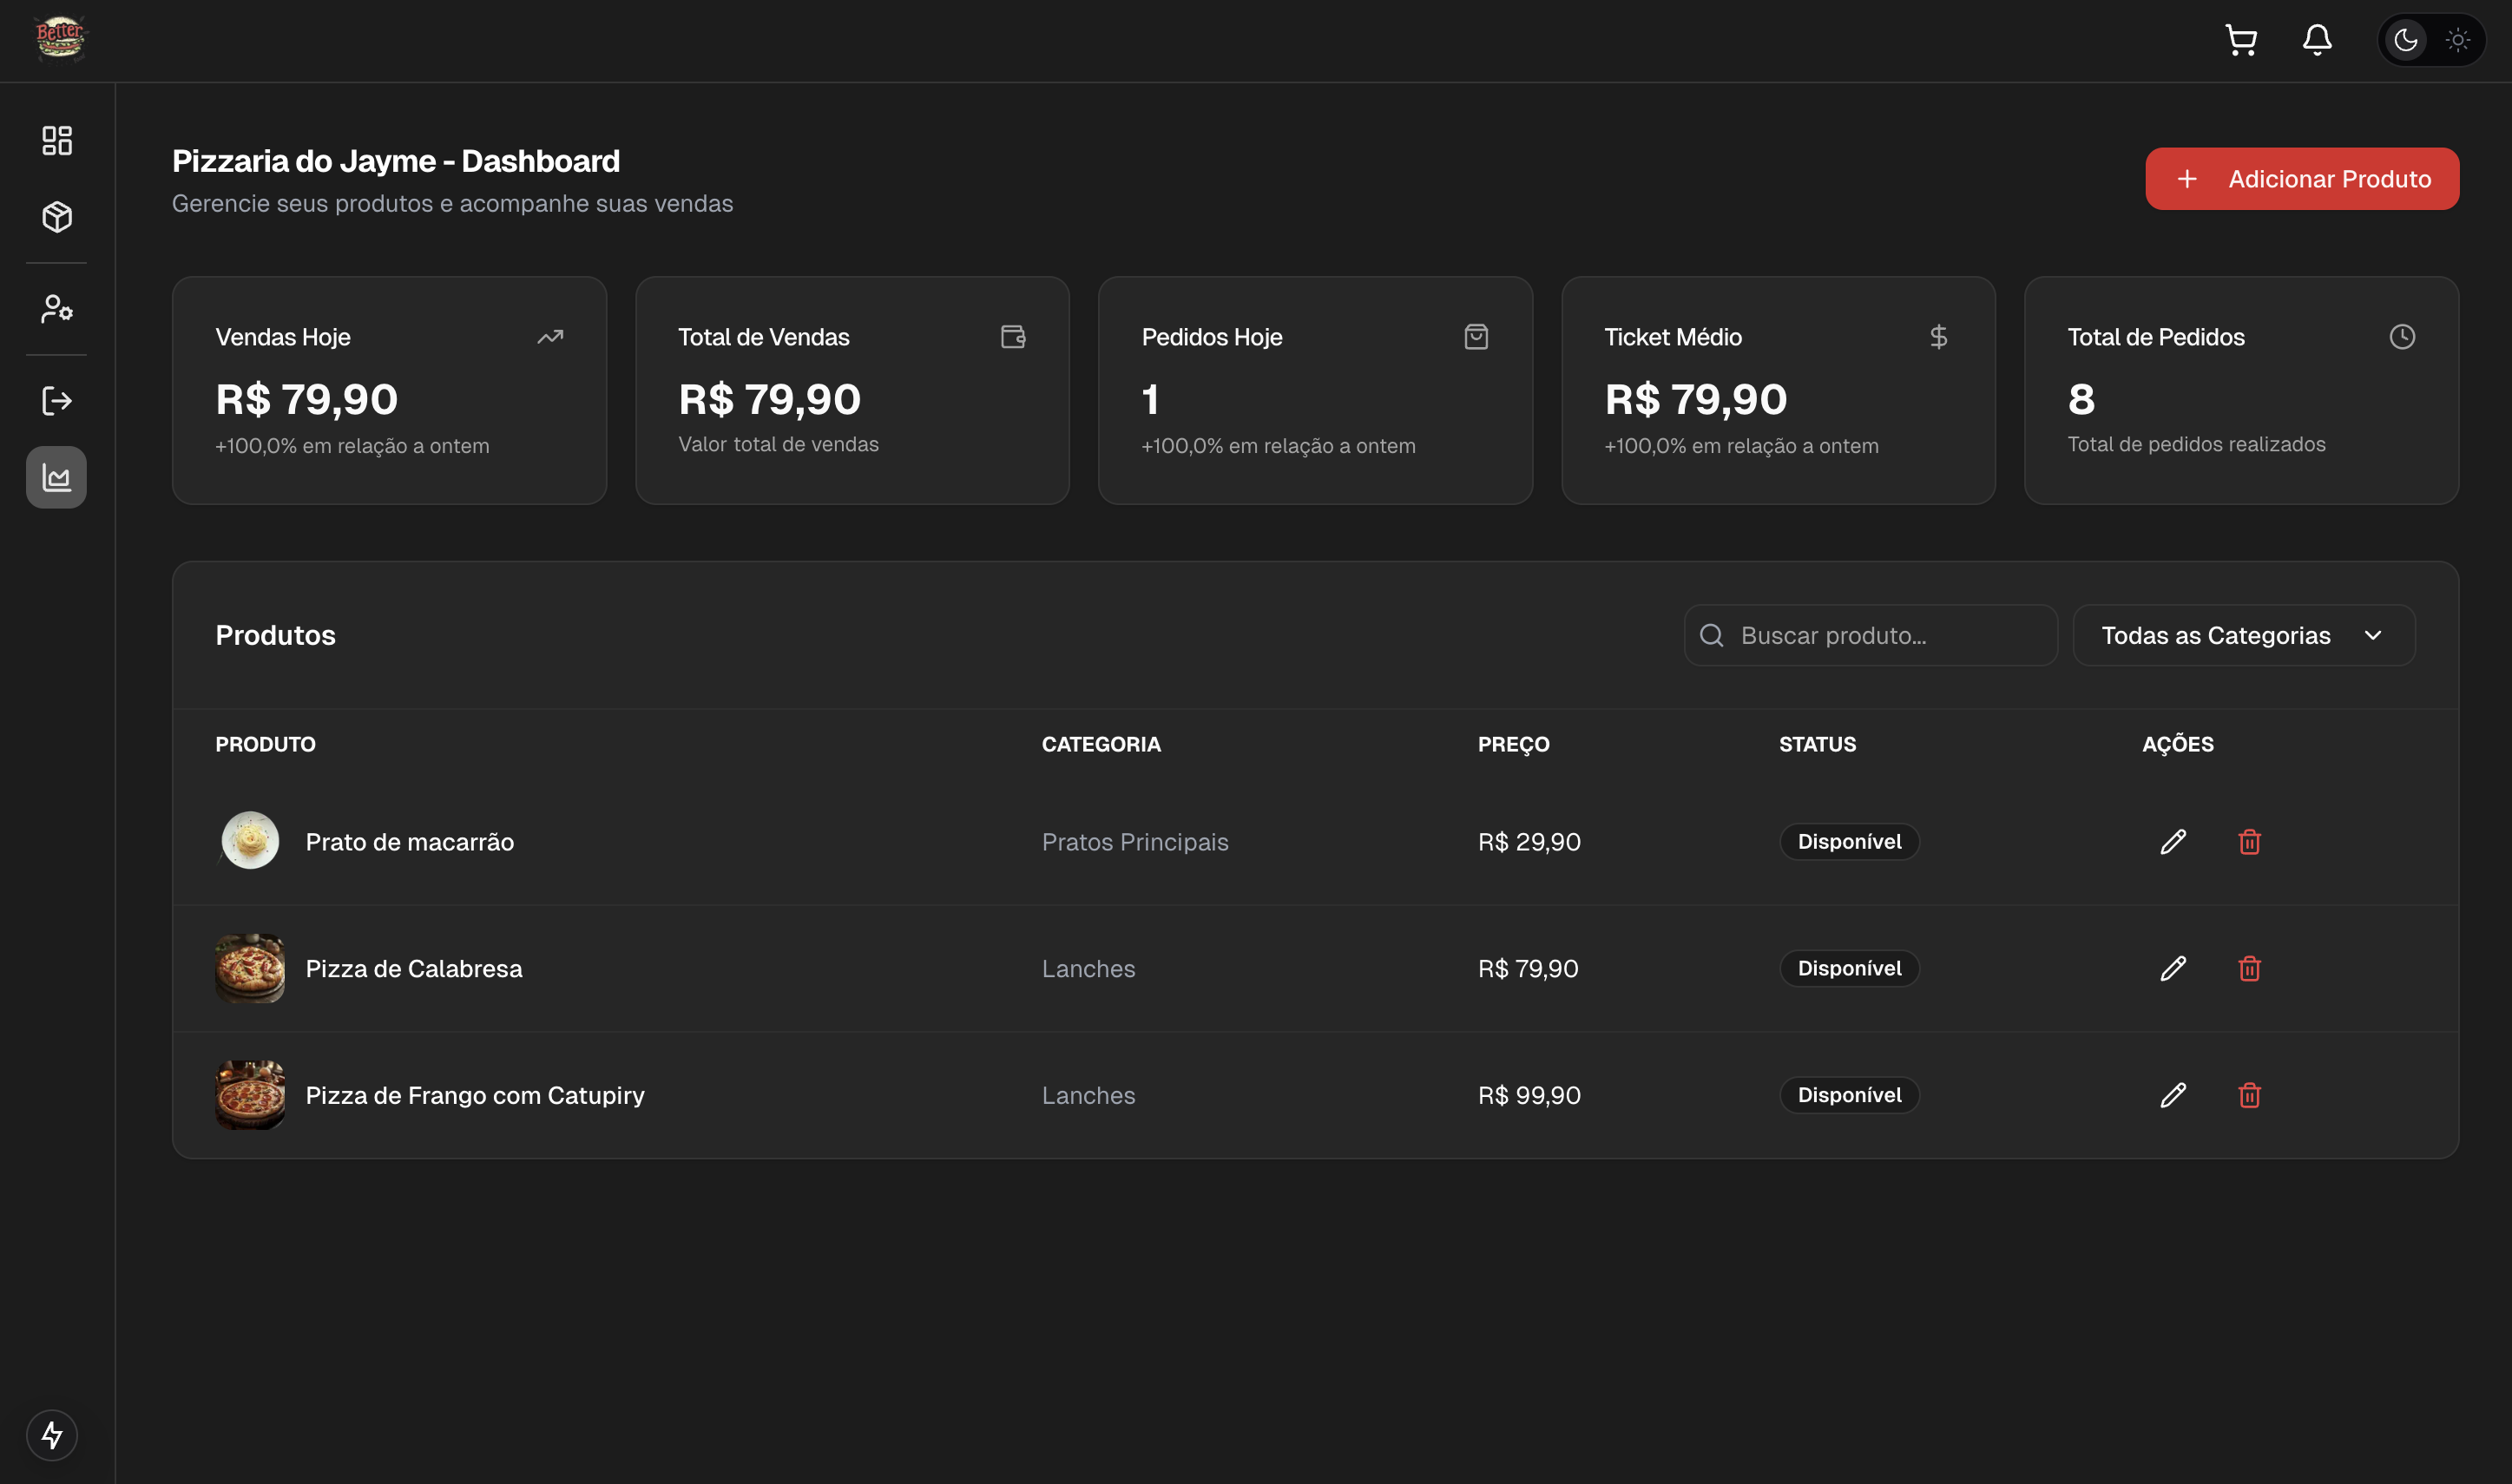 Better
Pizzaria do Jayme - Dashboard
Gerencie seus produtos e acompanhe suas vendas
+ Adicionar Produto
Vendas Hoje
R$ 79,90
+100,0% em relação a ontem
Total de Vendas
R$ 79,90
Valor total de vendas
Pedidos Hoje
1
+100,0% em relação a ontem
Ticket Médio
$
R$ 79,90
+100,0% em relação a ontem
Total de Pedidos
8
Total de pedidos realizados
Produtos
Buscar produto...
Todas as Categorias
PRODUTO CATEGORIA PREÇO STATUS AÇÕES
Prato de macarrão Pratos Principais R$ 29,90 Disponível
Pizza de Calabresa Lanches R$ 79,90 Disponível
Pizza de Frango com Catupiry Lanches R$ 99,90 Disponível